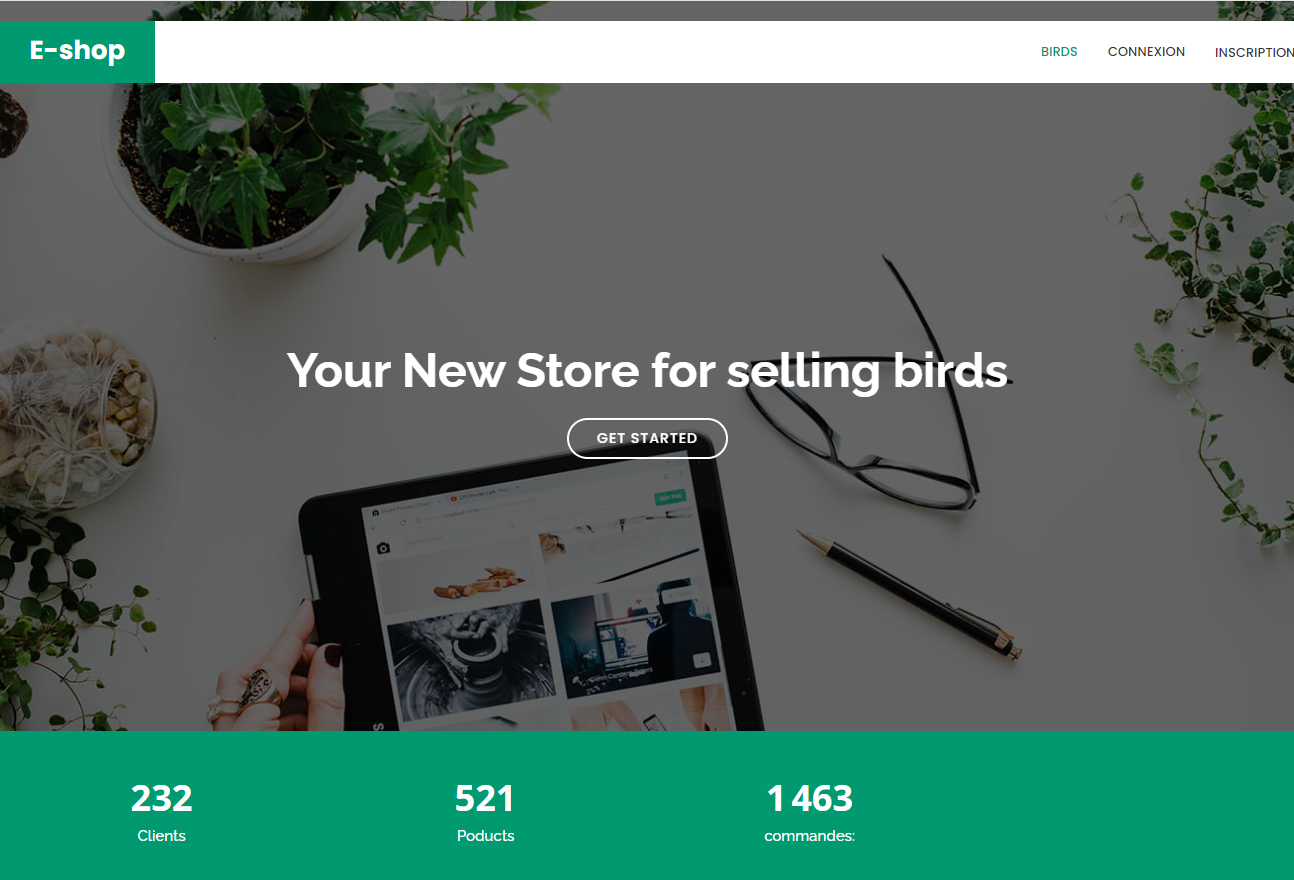 E-shop
BIRDS
CONNEXION
INSCRIPTION
Your New Store for selling birds
GET STARTED
232
521
1 463
Clients
Poducts
commandes: